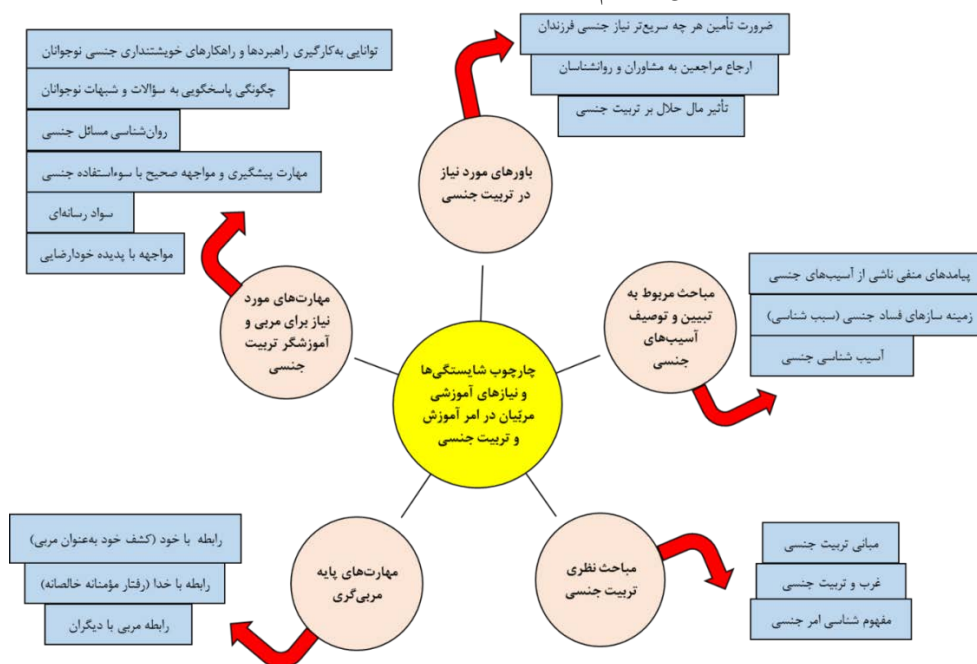 ضرورت تأمین هر چه سریع‌تر نیاز جنسی فرزندان
ارجاع مراجعین به مشاوران و روانشناسان
تأثیر مال حلال بر تربیت جنسی
باورهای مورد نیاز
در تربیت جنسی
توانایی به‌کارگیری راهبردها و راهکارهای خویشتنداری جنسی نوجوانان
چگونگی پاسخگویی به سؤالات و شبهات نوجوانان
روان‌شناسی مسائل جنسی
مهارت پیشگیری و مواجهه صحیح با سوءاستفاده جنسی
سواد رسانه‌ای
مواجهه با پدیده خودارضایی
مهارت‌های مورد
نیاز برای مربی و
آموزشگر تربیت
جنسی
مباحث مربوط به
تبیین و توصیف
آسیب‌های
جنسی
پیامدهای منفی ناشی از آسیب‌های جنسی
زمینه سازهای فساد جنسی (سبب شناسی)
آسیب شناسی جنسی
چارچوب شایستگی‌ها
و نیازهای آموزشی
مربّیان در امر آموزش
و تربیت جنسی
مباحث نظری
تربیت جنسی
مبانی تربیت جنسی
غرب و تربیت جنسی
مفهوم شناسی امر جنسی
مهارت‌های پایه
مربی‌گری
رابطه با خود (کشف خود به‌عنوان مربی)
رابطه با خدا (رفتار مؤمنانه خالصانه)
رابطه مربی با دیگران